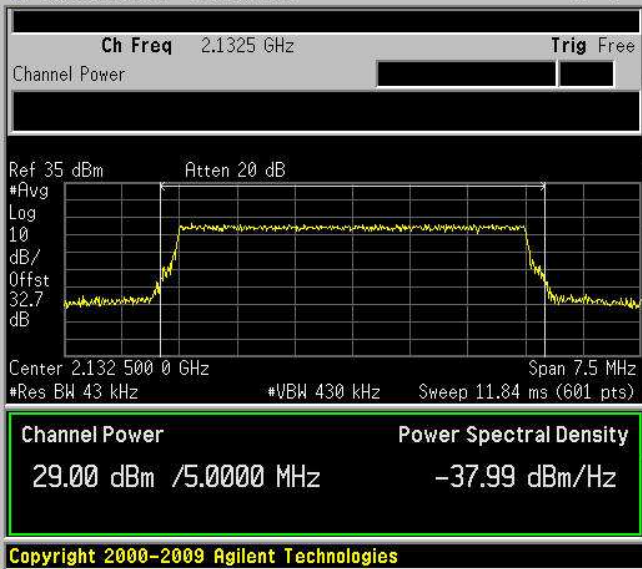 Ch Freq 2.1325 GHz Trig Free
Channel Power
Ref 35 dBm Atten 20 dB
#Avg
Log
10
dB/
Offst
32.7
dB
Center 2.132 500 0 GHz Span 7.5 MHz
#Res BW 43 kHz #VBW 430 kHz Sweep 11.84 ms (601 pts)
Channel Power Power Spectral Density
29.00 dBm /5.0000 MHz -37.99 dBm/Hz
Copyright 2000-2009 Agilent Technologies